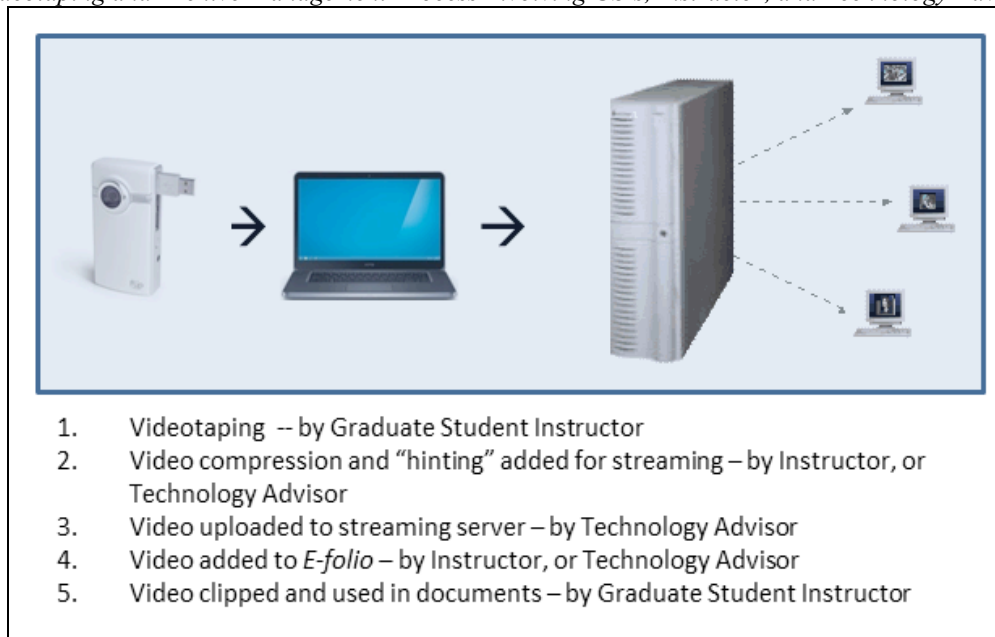 1. Videotaping -- by Graduate Student Instructor
2. Video compression and “hinting” added for streaming – by Instructor, or
Technology Advisor
3. Video uploaded to streaming server – by Technology Advisor
4. Video added to E-folio – by Instructor, or Technology Advisor
5. Video clipped and used in documents – by Graduate Student Instructor